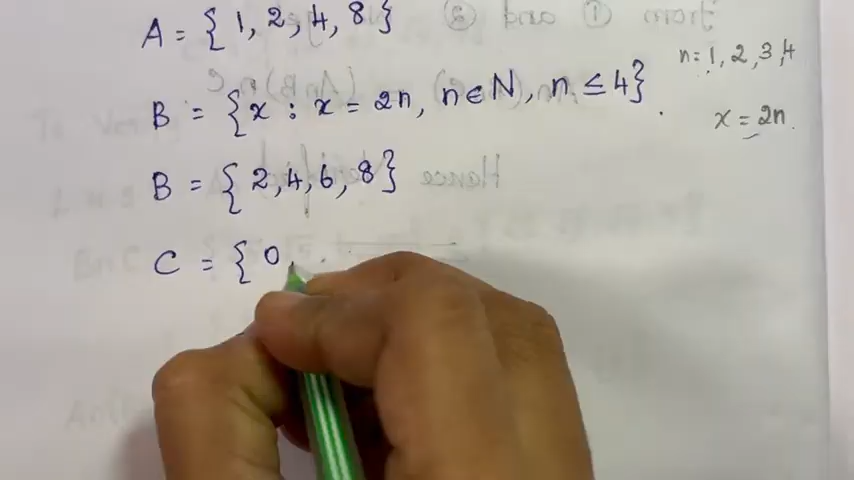 A = { 1, 2, 4, 8 }
B = { x : x = 2n, n ∈ N, n ≤ 4 } .
n = 1, 2, 3, 4
x = 2n
B = { 2, 4, 6, 8 }
C = { 0,